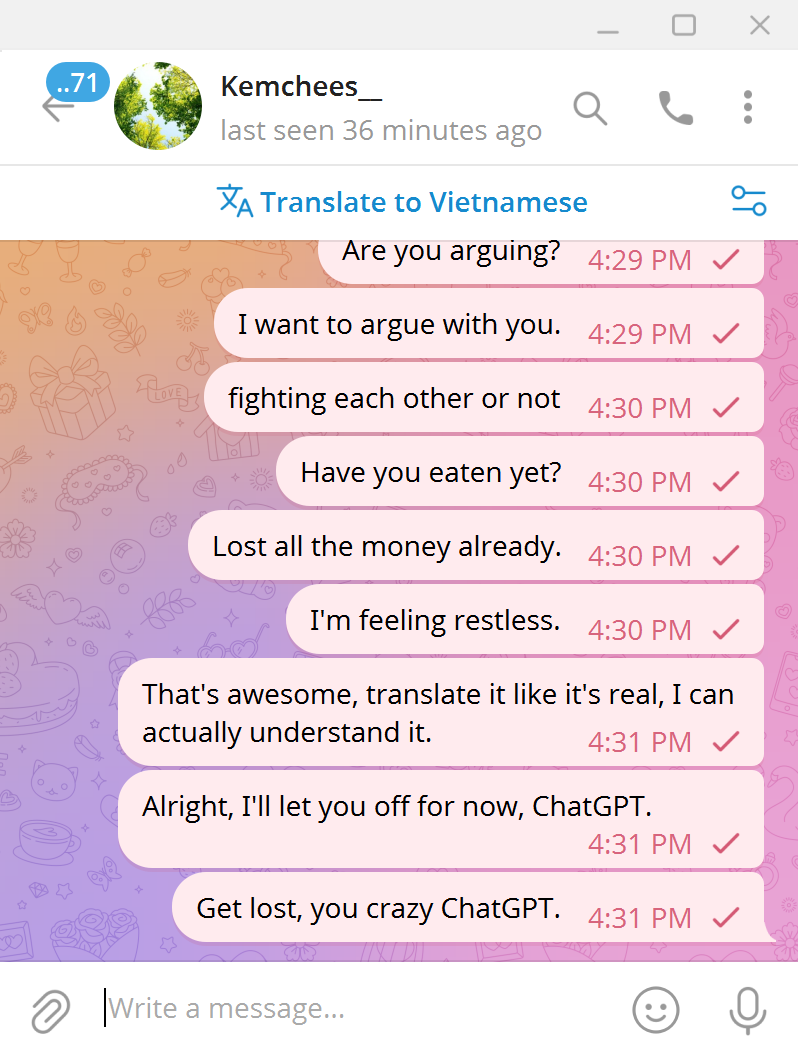 ..71
Kemchees__
last seen 36 minutes ago
Translate to Vietnamese
Are you arguing? 4:29 PM
I want to argue with you. 4:29 PM
fighting each other or not 4:30 PM
Have you eaten yet? 4:30 PM
Lost all the money already. 4:30 PM
I'm feeling restless. 4:30 PM
That's awesome, translate it like it's real, I can
actually understand it. 4:31 PM
Alright, I'll let you off for now, ChatGPT.
4:31 PM
Get lost, you crazy ChatGPT. 4:31 PM
LOVE
Write a message...